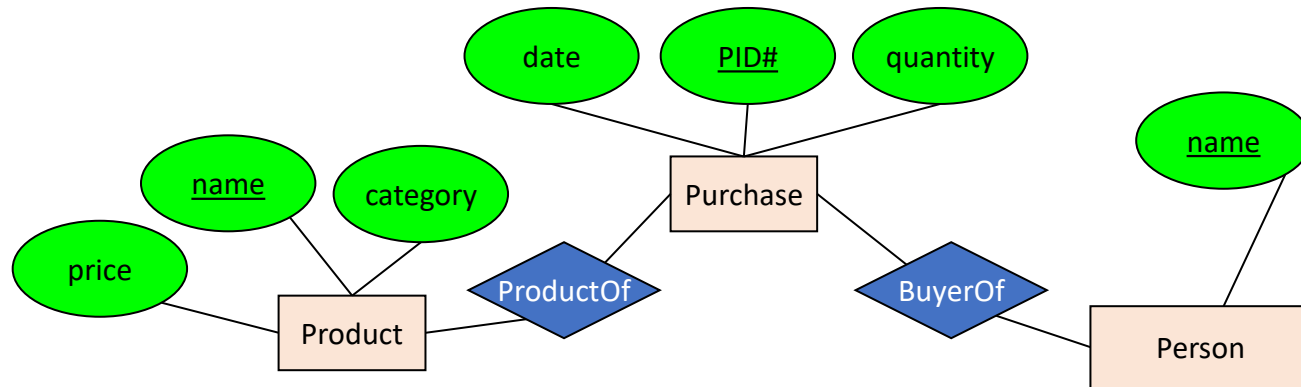 date
PID#
quantity
name
name
category
Purchase
price
ProductOf
BuyerOf
Product
Person